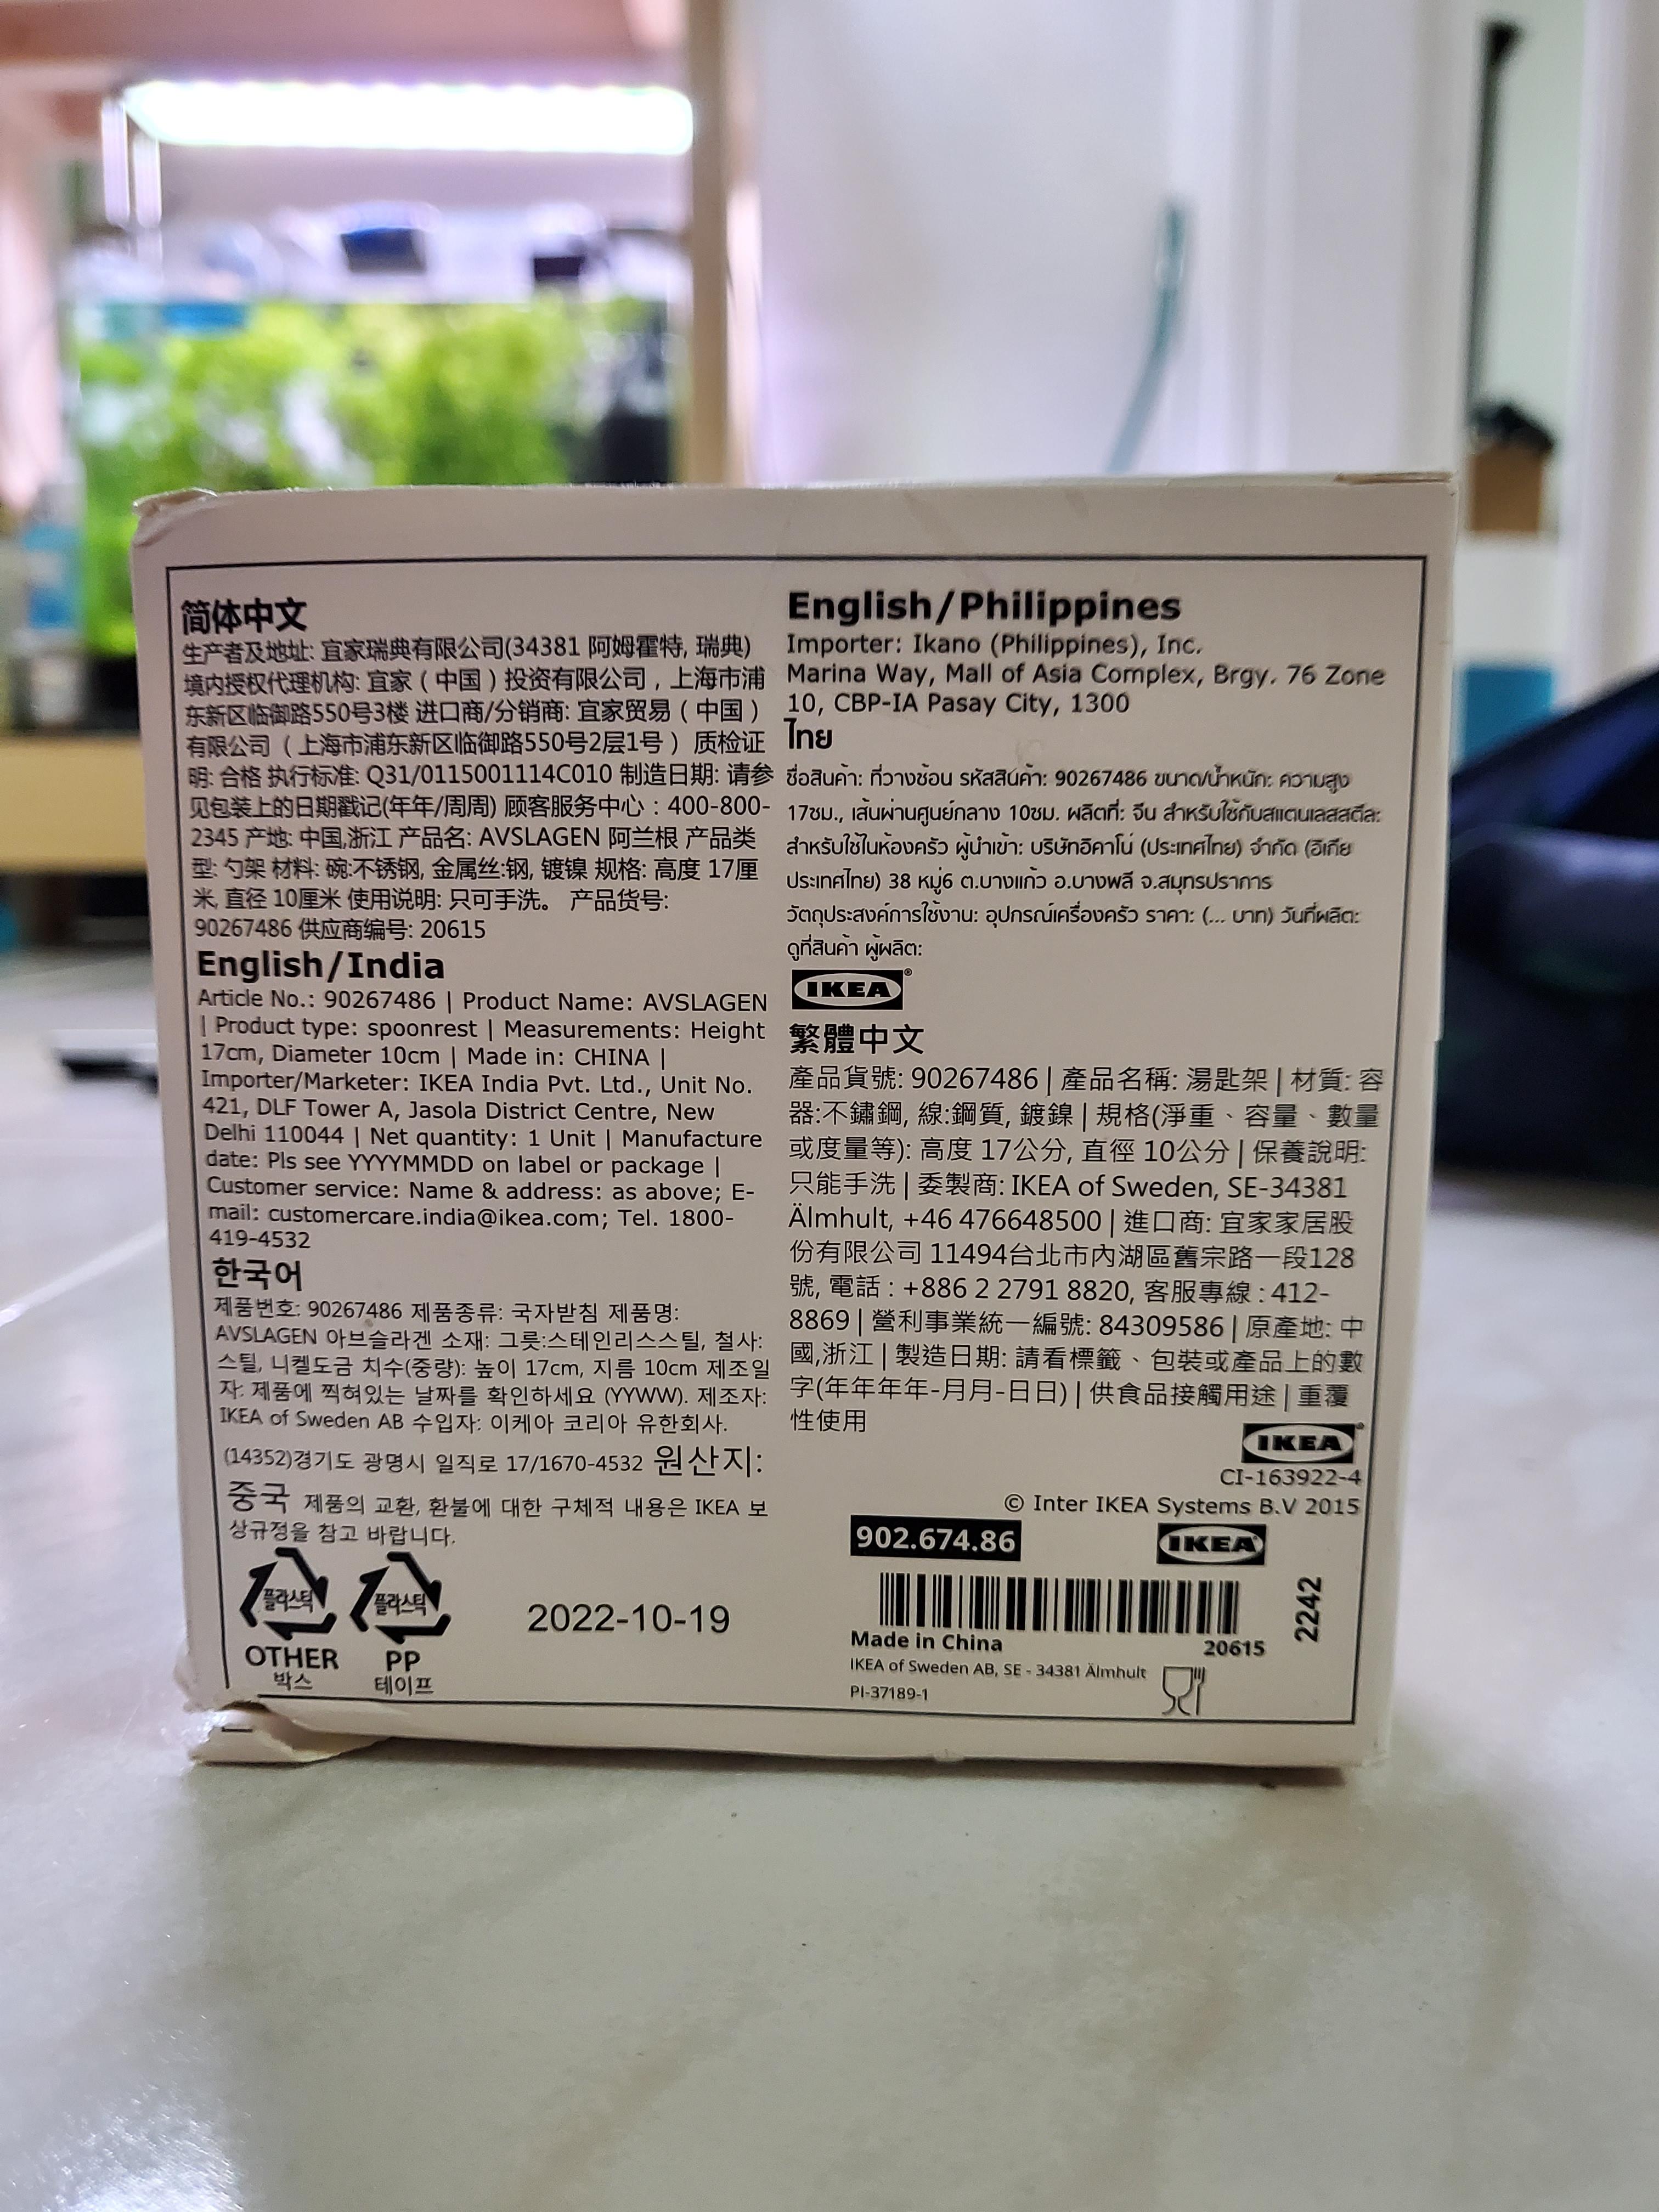 简体中文
生产者及地址: 宜家瑞典有限公司(34381 阿姆霍特, 瑞典)
境内授权代理机构: 宜家（中国）投资有限公司，上海市浦
东新区临御路550号3楼 进口商/分销商: 宜家贸易（中国）
有限公司（上海市浦东新区临御路550号2层1号） 质检证
明: 合格 执行标准: Q31/0115001114C010 制造日期: 请参
见包装上的日期戳记(年年/周周) 顾客服务中心：400-800-
2345 产地: 中国,浙江 产品名: AVSLAGEN 阿兰根 产品类
型: 勺架 材料: 碗:不锈钢, 金属丝:钢, 镀镍 规格: 高度 17厘
米, 直径 10厘米 使用说明: 只可手洗。 产品货号:
90267486 供应商编号: 20615
English/India
Article No.: 90267486 | Product Name: AVSLAGEN
| Product type: spoonrest | Measurements: Height
17cm, Diameter 10cm | Made in: CHINA |
Importer/Marketer: IKEA India Pvt. Ltd., Unit No.
421, DLF Tower A, Jasola District Centre, New
Delhi 110044 | Net quantity: 1 Unit | Manufacture
date: Pls see YYYYMMDD on label or package |
Customer service: Name & address: as above; E-
mail: customercare.india@ikea.com; Tel. 1800-
419-4532
한국어
제품번호: 90267486 제품종류: 국자받침 제품명:
AVSLAGEN 아브슬라겐 소재: 그릇:스테인리스스틸, 철사:
스틸, 니켈도금 치수(중량): 높이 17cm, 지름 10cm 제조일
자: 제품에 찍혀있는 날짜를 확인하세요 (YYWW). 제조자:
IKEA of Sweden AB 수입자: 이케아 코리아 유한회사.
(14352)경기도 광명시 일직로 17/1670-4532 원산지:
중국 제품의 교환, 환불에 대한 구체적 내용은 IKEA 보
상규정을 참고 바랍니다.
플라스틱 플라스틱
OTHER PP
박스 테이프
2022-10-19
English/Philippines
Importer: Ikano (Philippines), Inc.
Marina Way, Mall of Asia Complex, Brgy. 76 Zone
10, CBP-IA Pasay City, 1300
ไทย
ชื่อสินค้า: ที่วางช้อน รหัสสินค้า: 90267486 ขนาด/น้ำหนัก: ความสูง
17ซม., เส้นผ่านศูนย์กลาง 10ซม. ผลิตที่: จีน สำหรับใช้กับสแตนเลสสตีล:
สำหรับใช้ในห้องครัว ผู้นำเข้า: บริษัทอิคาโน่ (ประเทศไทย) จำกัด (อิเกีย
ประเทศไทย) 38 หมู่6 ต.บางแก้ว อ.บางพลี จ.สมุทรปราการ
วัตถุประสงค์การใช้งาน: อุปกรณ์เครื่องครัว ราคา: (... บาท) วันที่ผลิต:
ดูที่สินค้า ผู้ผลิต:
IKEA®
繁體中文
產品貨號: 90267486 | 產品名稱: 湯匙架 | 材質: 容
器:不鏽鋼, 線:鋼質, 鍍鎳 | 規格(淨重、容量、數量
或度量等): 高度 17公分, 直徑 10公分 | 保養說明:
只能手洗 | 委製商: IKEA of Sweden, SE-34381
Älmhult, +46 476648500 | 進口商: 宜家家居股
份有限公司 11494台北市內湖區舊宗路一段128
號, 電話：+886 2 2791 8820, 客服專線：412-
8869 | 營利事業統一編號: 84309586 | 原產地: 中
國,浙江 | 製造日期: 請看標籤、包裝或產品上的數
字(年年年年-月月-日日) | 供食品接觸用途 | 重覆
性使用
IKEA®
CI-163922-4
© Inter IKEA Systems B.V 2015
902.674.86 IKEA
2242
Made in China 20615
IKEA of Sweden AB, SE - 34381 Älmhult
PI-37189-1